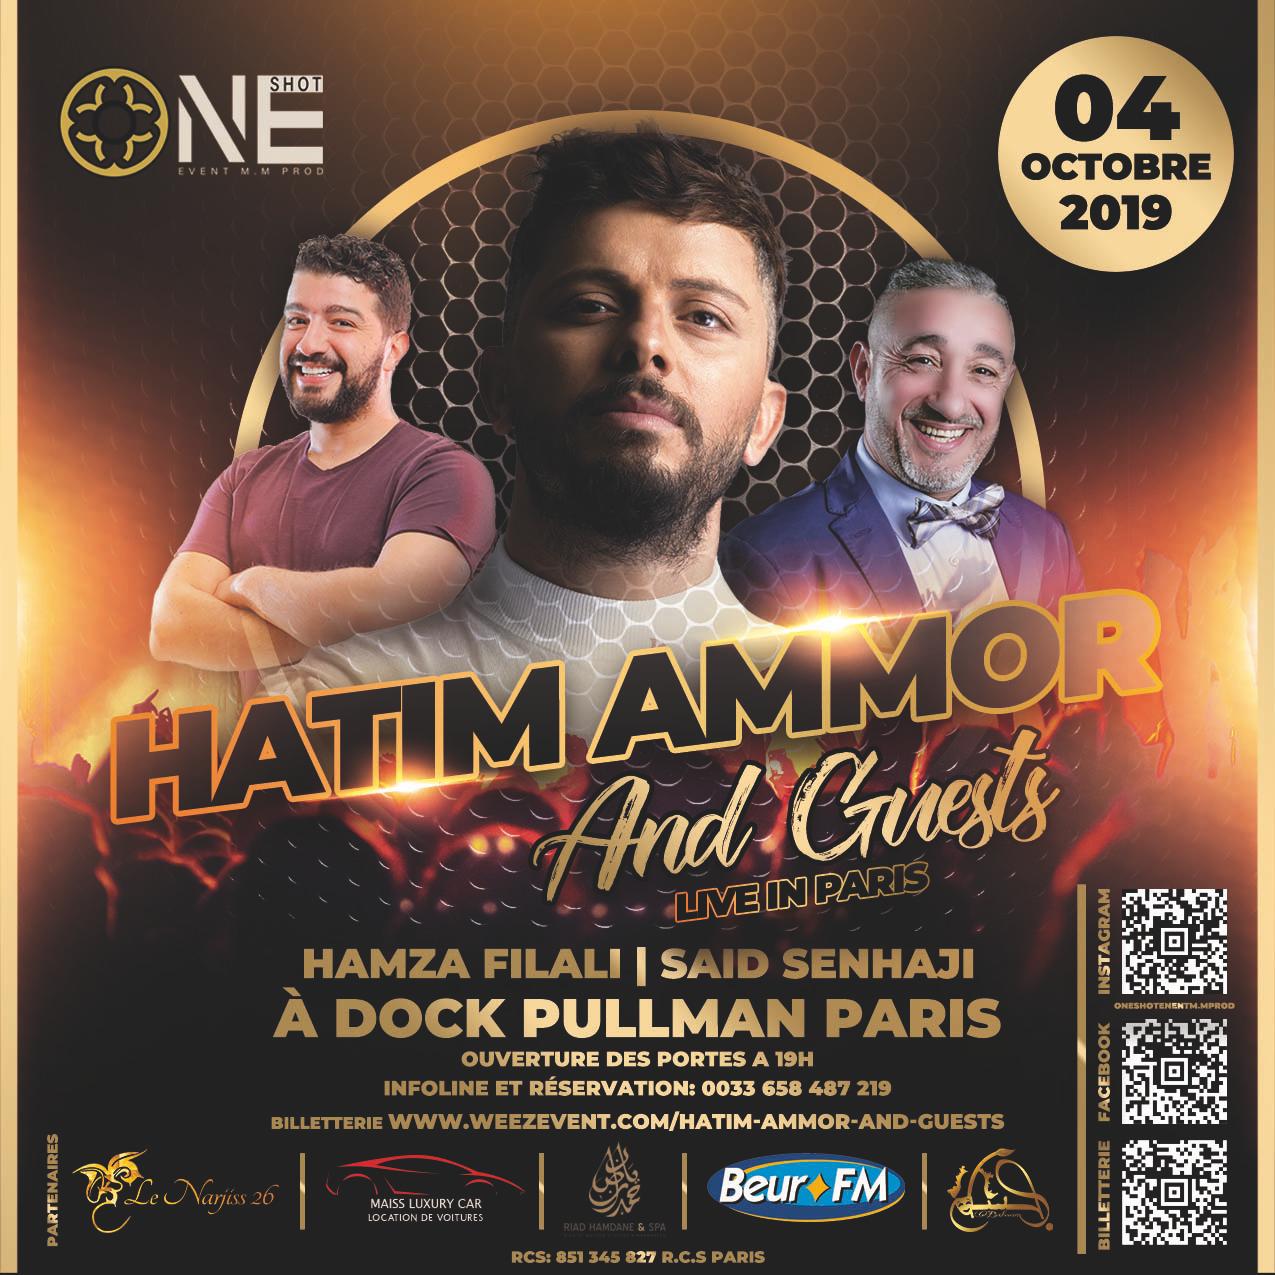 ONE
SHOT
EVENT M.M PROD
04
OCTOBRE
2019
HATIM AMMOR
And Guests
LIVE IN PARIS
HAMZA FILALI | SAID SENHAJI
À DOCK PULLMAN PARIS
OUVERTURE DES PORTES A 19H
INFOLINE ET RÉSERVATION: 0033 658 487 219
BILLETTERIE WWW.WEEZEVENT.COM/HATIM-AMMOR-AND-GUESTS
INSTAGRAM
ONESHOTENENTM.MPROD
FACEBOOK
BILLETTERIE
PARTENAIRES
Le Narjiss 26
MAISS LUXURY CAR
LOCATION DE VOITURES
RIAD HAMDANE & SPA
Beur FM
RCS: 851 345 827 R.C.S PARIS